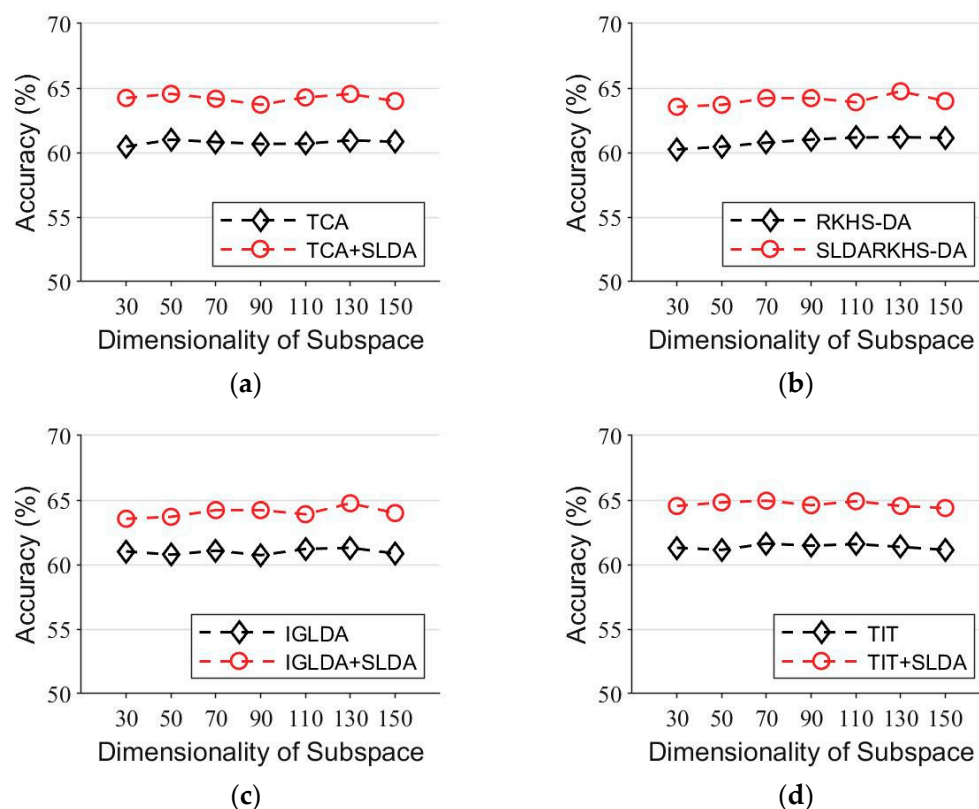 70
65
60
55
50
Accuracy (%)
TCA
TCA+SLDA
30 50 70 90 110 130 150
Dimensionality of Subspace
(a)
70
65
60
55
50
Accuracy (%)
RKHS-DA
SLDARKHS-DA
30 50 70 90 110 130 150
Dimensionality of Subspace
(b)
70
65
60
55
50
Accuracy (%)
IGLDA
IGLDA+SLDA
30 50 70 90 110 130 150
Dimensionality of Subspace
(c)
70
65
60
55
50
Accuracy (%)
TIT
TIT+SLDA
30 50 70 90 110 130 150
Dimensionality of Subspace
(d)